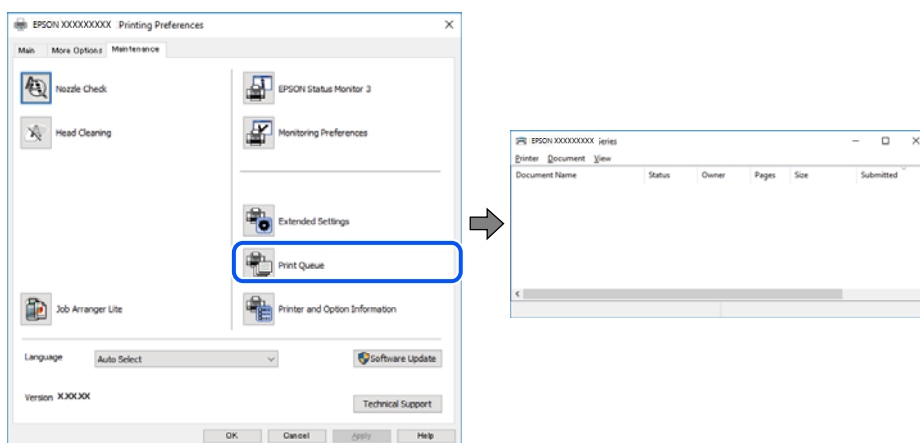 EPSON XXXXXXXXX Printing Preferences
Main More Options Maintenance
Nozzle Check
EPSON Status Monitor 3
Head Cleaning
Monitoring Preferences
Extended Settings
Print Queue
Job Arranger Lite
Printer and Option Information
Language Auto Select
Software Update
Version X.XX.XX
Technical Support
OK Cancel Apply Help
EPSON XXXXXXXXX ieries
Printer Document View
Document Name Status Owner Pages Size Submitted